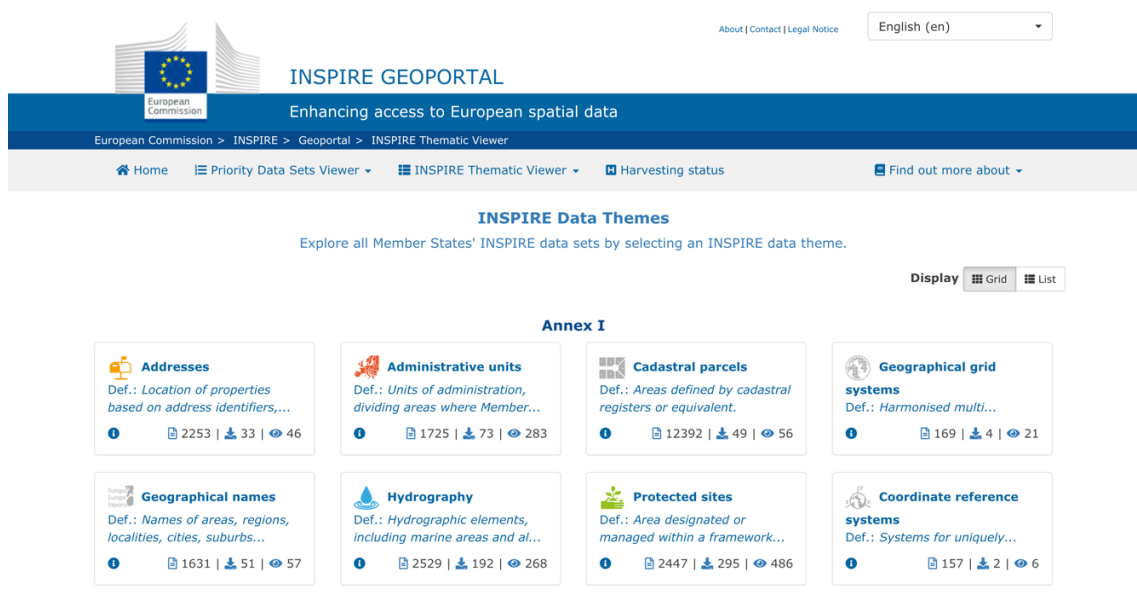 About | Contact | Legal Notice
English (en)
European
Commission
INSPIRE GEOPORTAL
Enhancing access to European spatial data
European Commission > INSPIRE > Geoportal > INSPIRE Thematic Viewer
Home Priority Data Sets Viewer INSPIRE Thematic Viewer Harvesting status Find out more about
INSPIRE Data Themes
Explore all Member States' INSPIRE data sets by selecting an INSPIRE data theme.
Display Grid List
Annex I
Addresses
Def.: Location of properties
based on address identifiers,...
2253 | 33 | 46
Administrative units
Def.: Units of administration,
dividing areas where Member...
1725 | 73 | 283
Cadastral parcels
Def.: Areas defined by cadastral
registers or equivalent.
12392 | 49 | 56
Geographical grid
systems
Def.: Harmonised multi...
169 | 4 | 21
Geographical names
Def.: Names of areas, regions,
localities, cities, suburbs...
1631 | 51 | 57
Hydrography
Def.: Hydrographic elements,
including marine areas and al...
2529 | 192 | 268
Protected sites
Def.: Area designated or
managed within a framework...
2447 | 295 | 486
Coordinate reference
systems
Def.: Systems for uniquely...
157 | 2 | 6